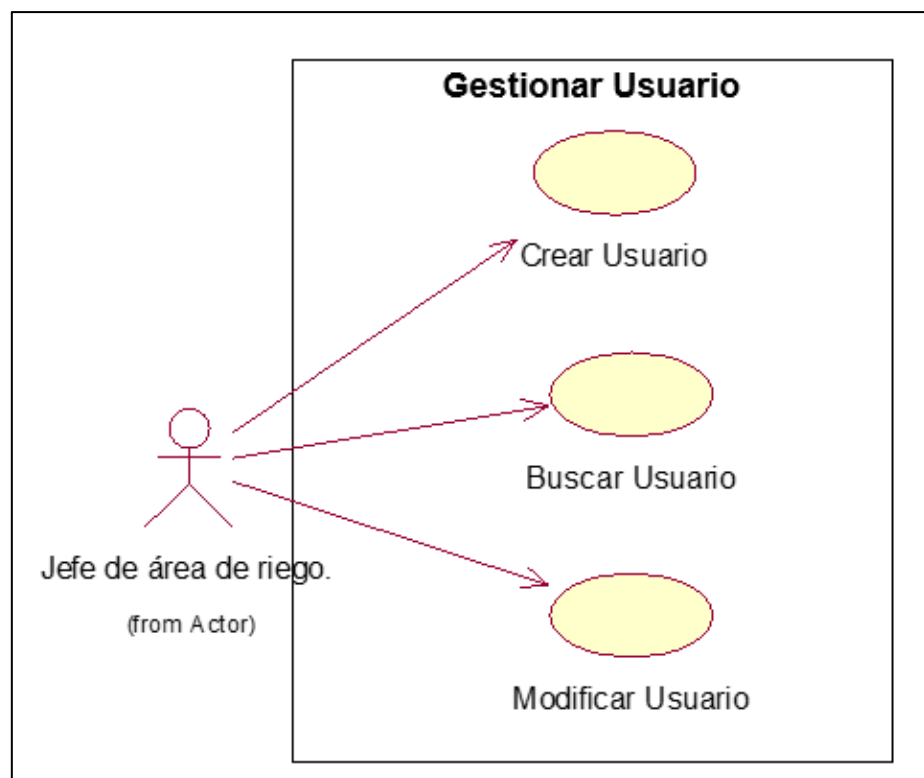 Gestionar Usuario
Crear Usuario
Buscar Usuario
Jefe de área de riego.
(from Actor)
Modificar Usuario